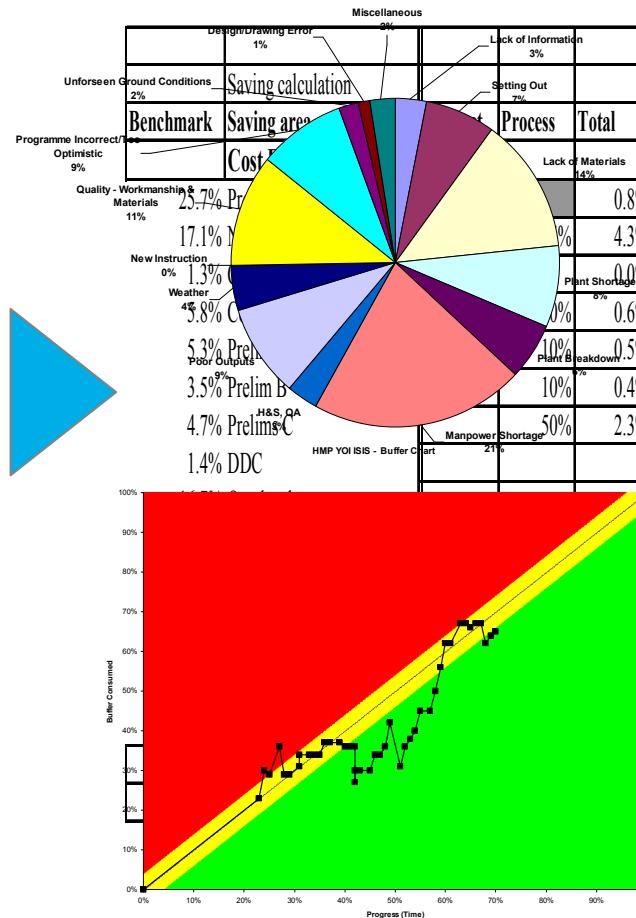 Miscellaneous
2%
Design/Drawing Error
1%
Lack of Information
3%
Unforseen Ground Conditions
2%
Saving calculation
Setting Out
7%
Benchmark Saving area Process Total
Programme Incorrect/Too
Optimistic
9%
Cost
Lack of Materials
14%
Quality - Workmanship &
Materials
11%
25.7% 0.8
17.1% 4.3
New Instruction
0%
1.3% 0.0
Weather
4%
Plant Shortage
8%
5.8% 0.6
5.3% Prelim 10% 0.5
Poor Outputs
9%
Plant Breakdown
3.5% Prelim B 10% 0.4
H&S, QA
4.7% Prelims C 50% 2.3
Manpower Shortage
21%
HMP YOI ISIS - Buffer Chart
1.4% DDC
100%
90%
80%
70%
60%
50%
40%
30%
20%
10%
0%
Buffer Consumed
0% 10% 20% 30% 40% 50% 60% 70% 80% 90%
Progress (Time)